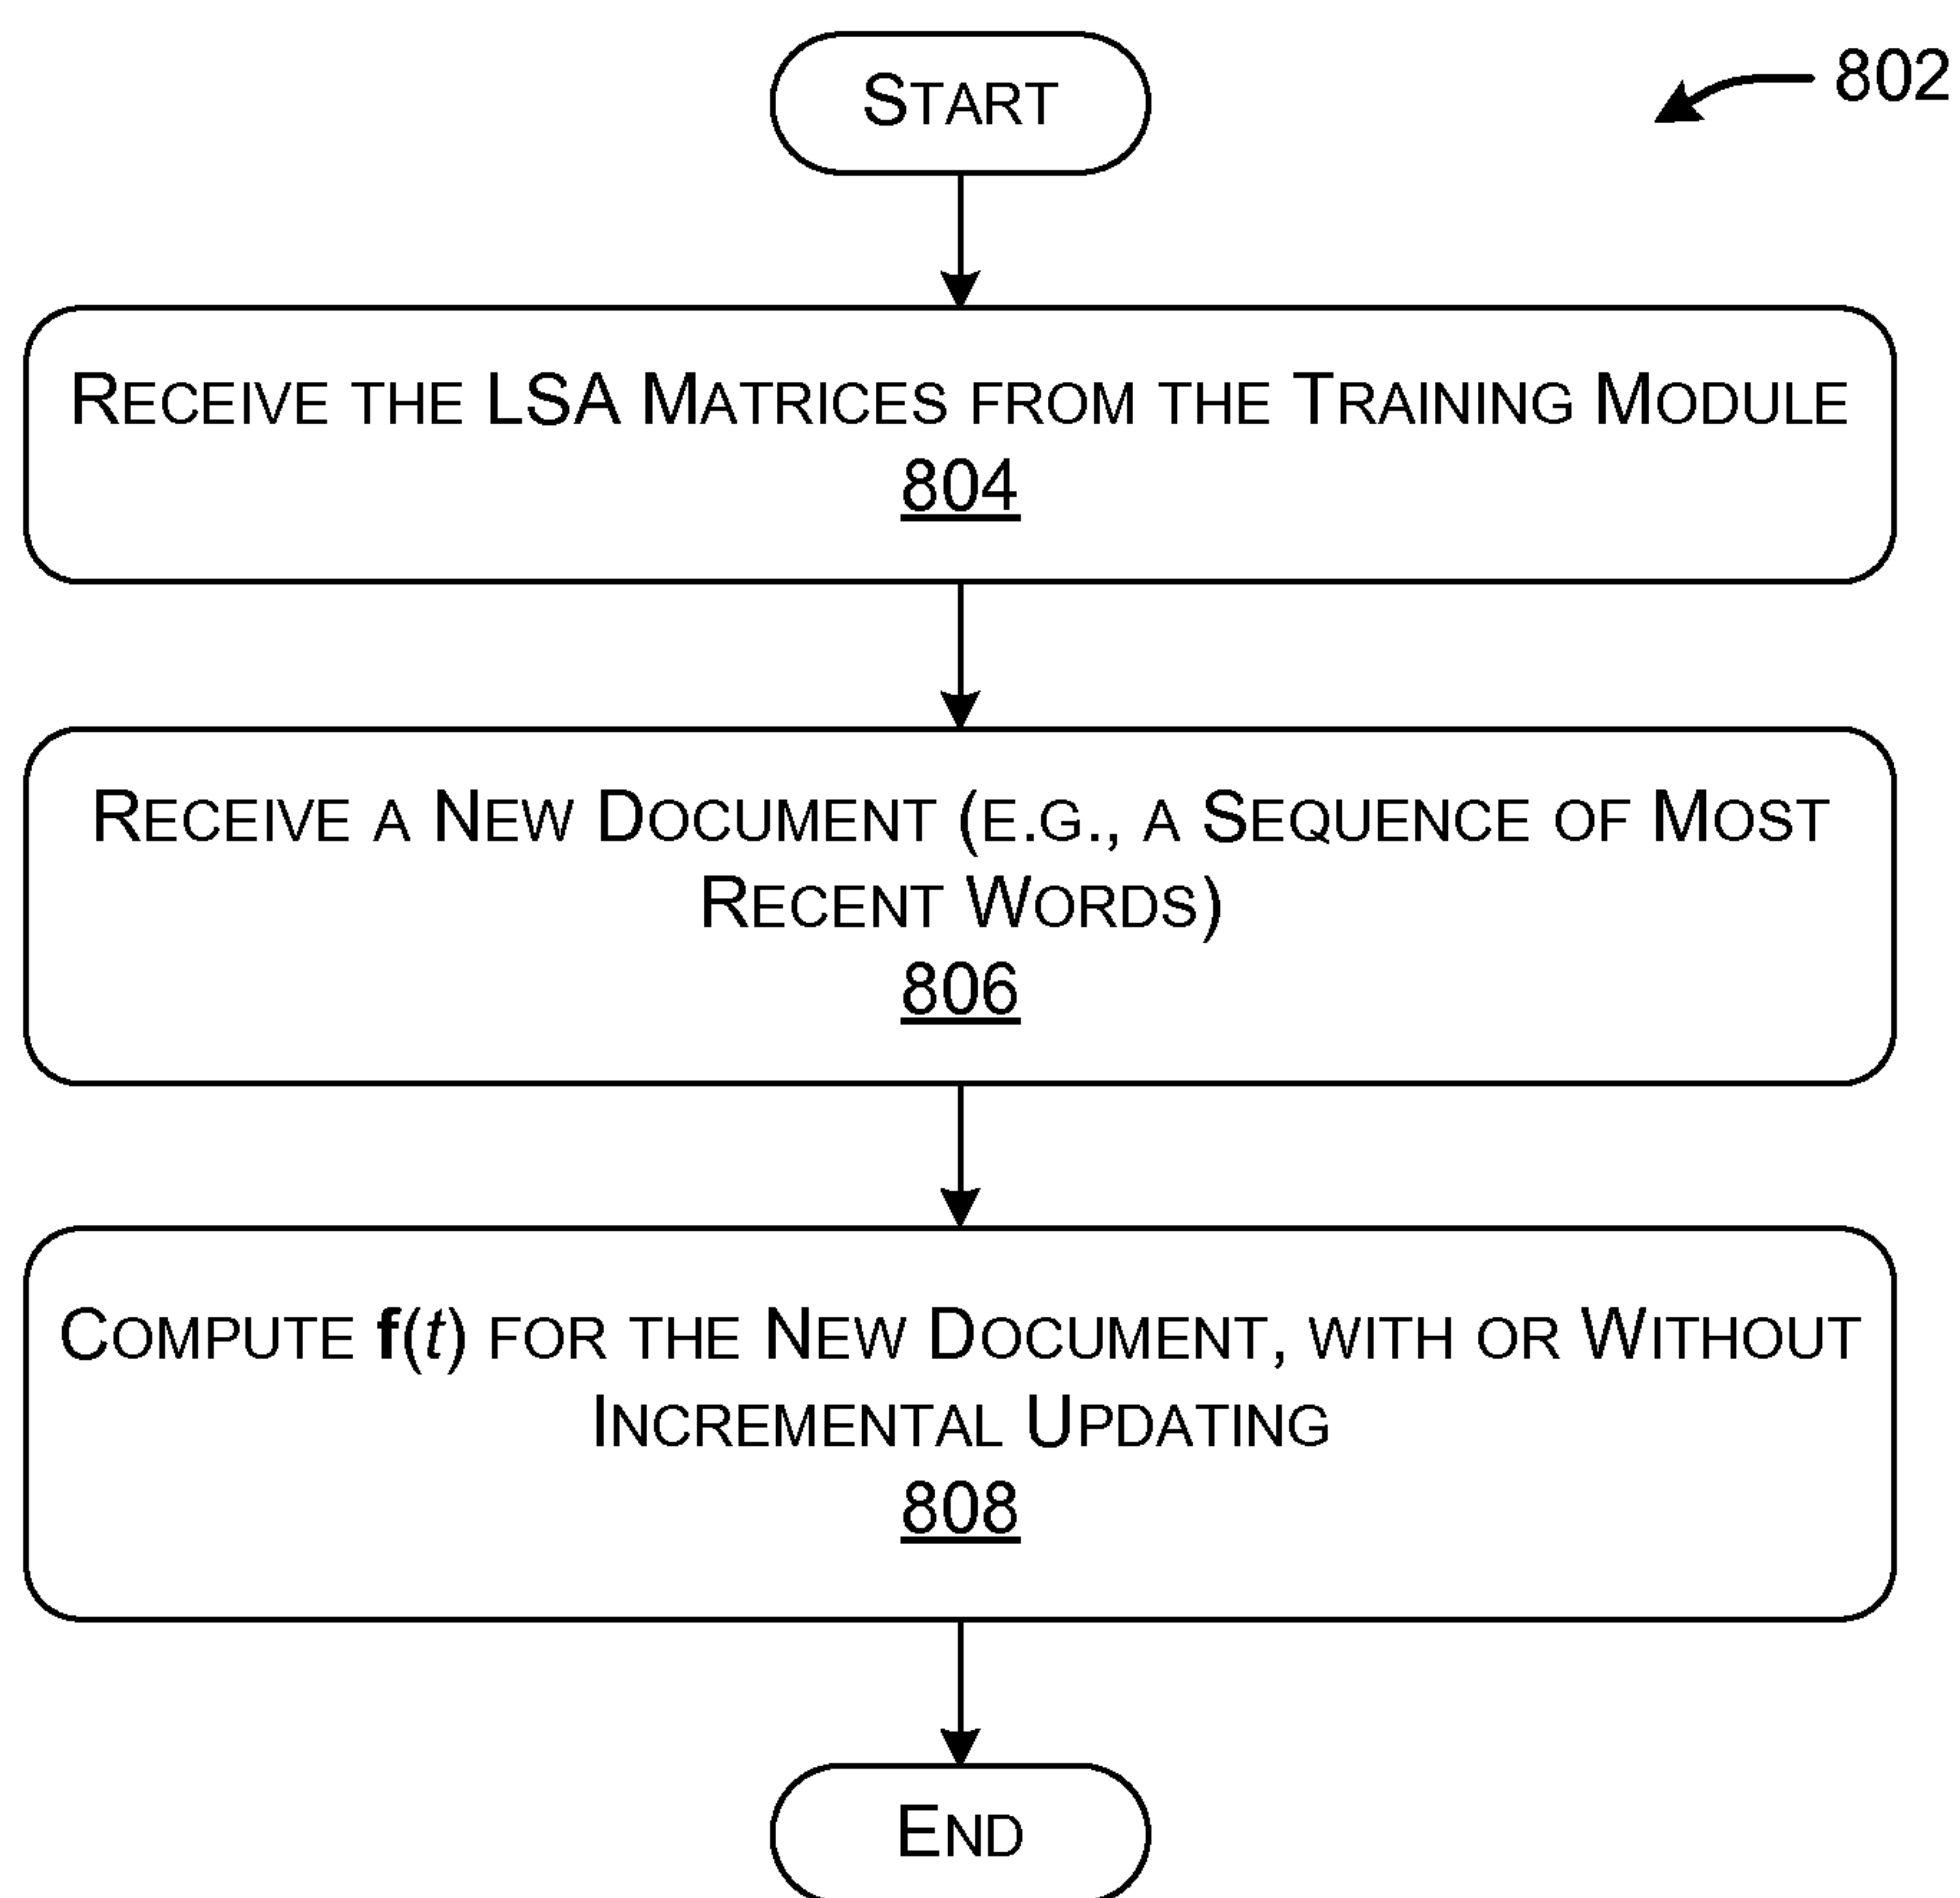 START
802
RECEIVE THE LSA MATRICES FROM THE TRAINING MODULE
804
RECEIVE A NEW DOCUMENT (E.G., A SEQUENCE OF MOST
RECENT WORDS)
806
COMPUTE f(t) FOR THE NEW DOCUMENT, WITH OR WITHOUT
INCREMENTAL UPDATING
808
END